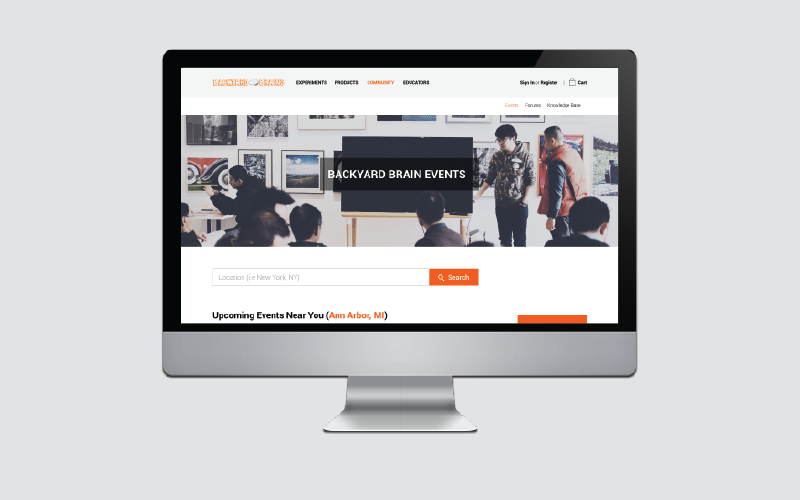 BACKYARD BRAINS EXPERIMENTS PRODUCTS COMMUNITY EDUCATORS Sign In or Register | Cart
Events Forums Knowledge Base
BACKYARD BRAIN EVENTS
Location (i.e New York, NY) Search
Upcoming Events Near You (Ann Arbor, MI)